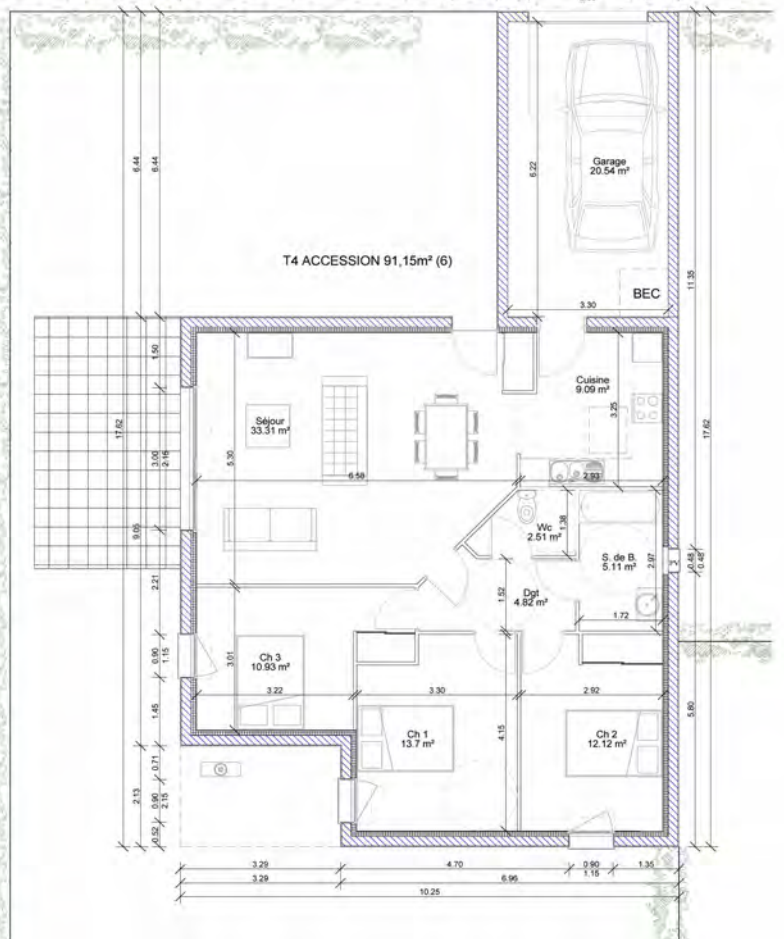 6.44
6.44
6.22
Garage
20.54 m²
T4 ACCESSION 91,15m² (6)
BEC
11.35
3.30
1.50
Cuisine
9.09 m²
3.25
Séjour
33.31 m²
17.62
3.00
2.15
5.30
6.58
2.93
17.62
9.05
Wc
2.51 m²
1.38
S. de B.
5.11 m²
2.97
0.48
0.48
2.21
1.52
Dgt
4.82 m²
1.72
0.90
1.15
3.01
Ch 3
10.93 m²
3.22
3.30
2.92
5.80
1.45
Ch 1
13.7 m²
4.15
Ch 2
12.12 m²
2.13
0.71
0.90
2.15
0.52
3.29
4.70
0.90
1.35
3.29
6.96
1.15
10.25